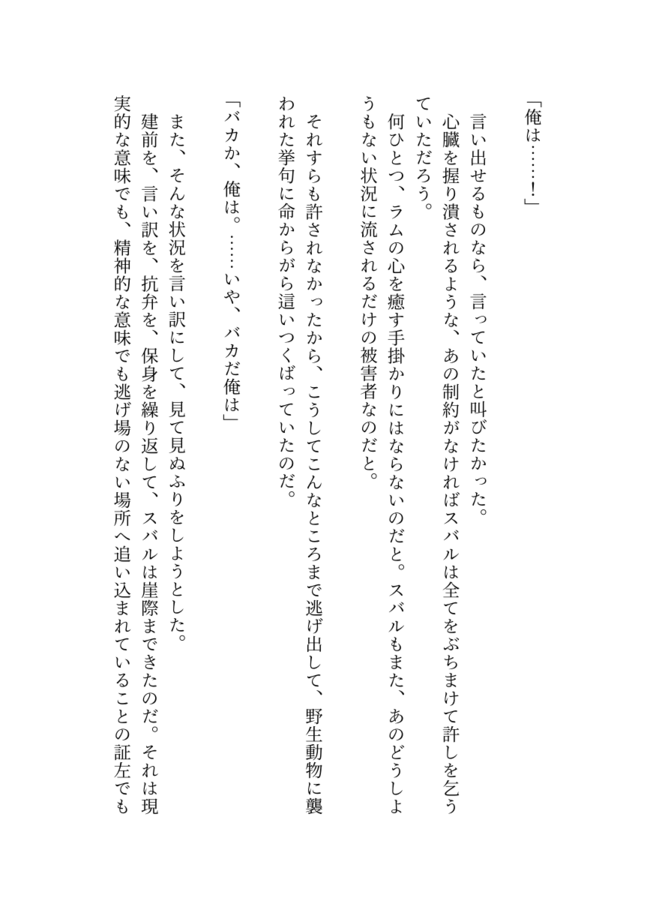 「俺は……！」
言い出せるものなら、言っていたと叫びたかった。
心臓を握り潰されるような、あの制約がなければスバルは全てをぶちまけて許しを乞う
ていただろう。
何ひとつ、ラムの心を癒す手掛かりにはならないのだと。スバルもまた、あのどうしよ
うもない状況に流されるだけの被害者なのだと。
それすらも許されなかったから、こうしてこんなところまで逃げ出して、野生動物に襲
われた挙句に命からがら這いつくばっていたのだ。
「バカか、俺は。……いや、バカだ俺は」
また、そんな状況を言い訳にして、見て見ぬふりをしようとした。
建前を、言い訳を、抗弁を、保身を繰り返して、スバルは崖際まできたのだ。それは現
実的な意味でも、精神的な意味でも逃げ場のない場所へ追い込まれていることの証左でも